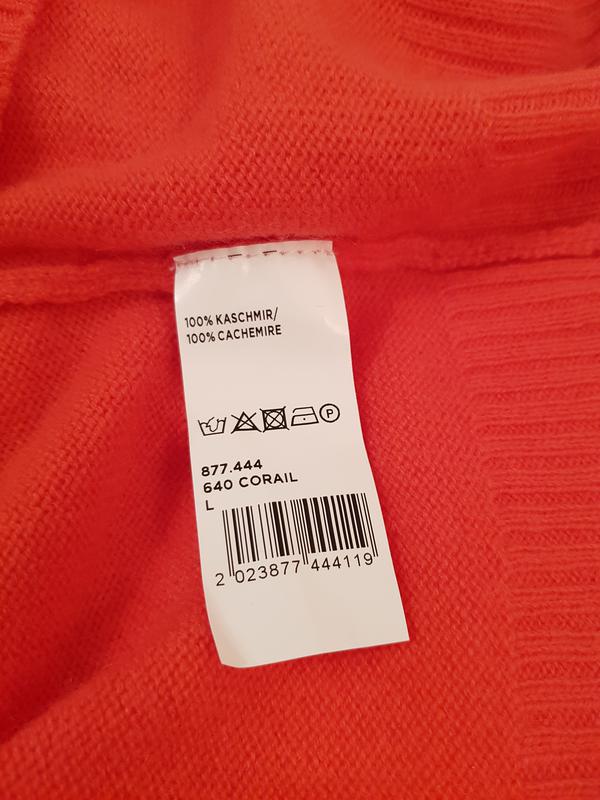 100% KASCHMIR/
100% CACHEMIRE
P
877.444
640 CORAIL
L
2 023877 444119